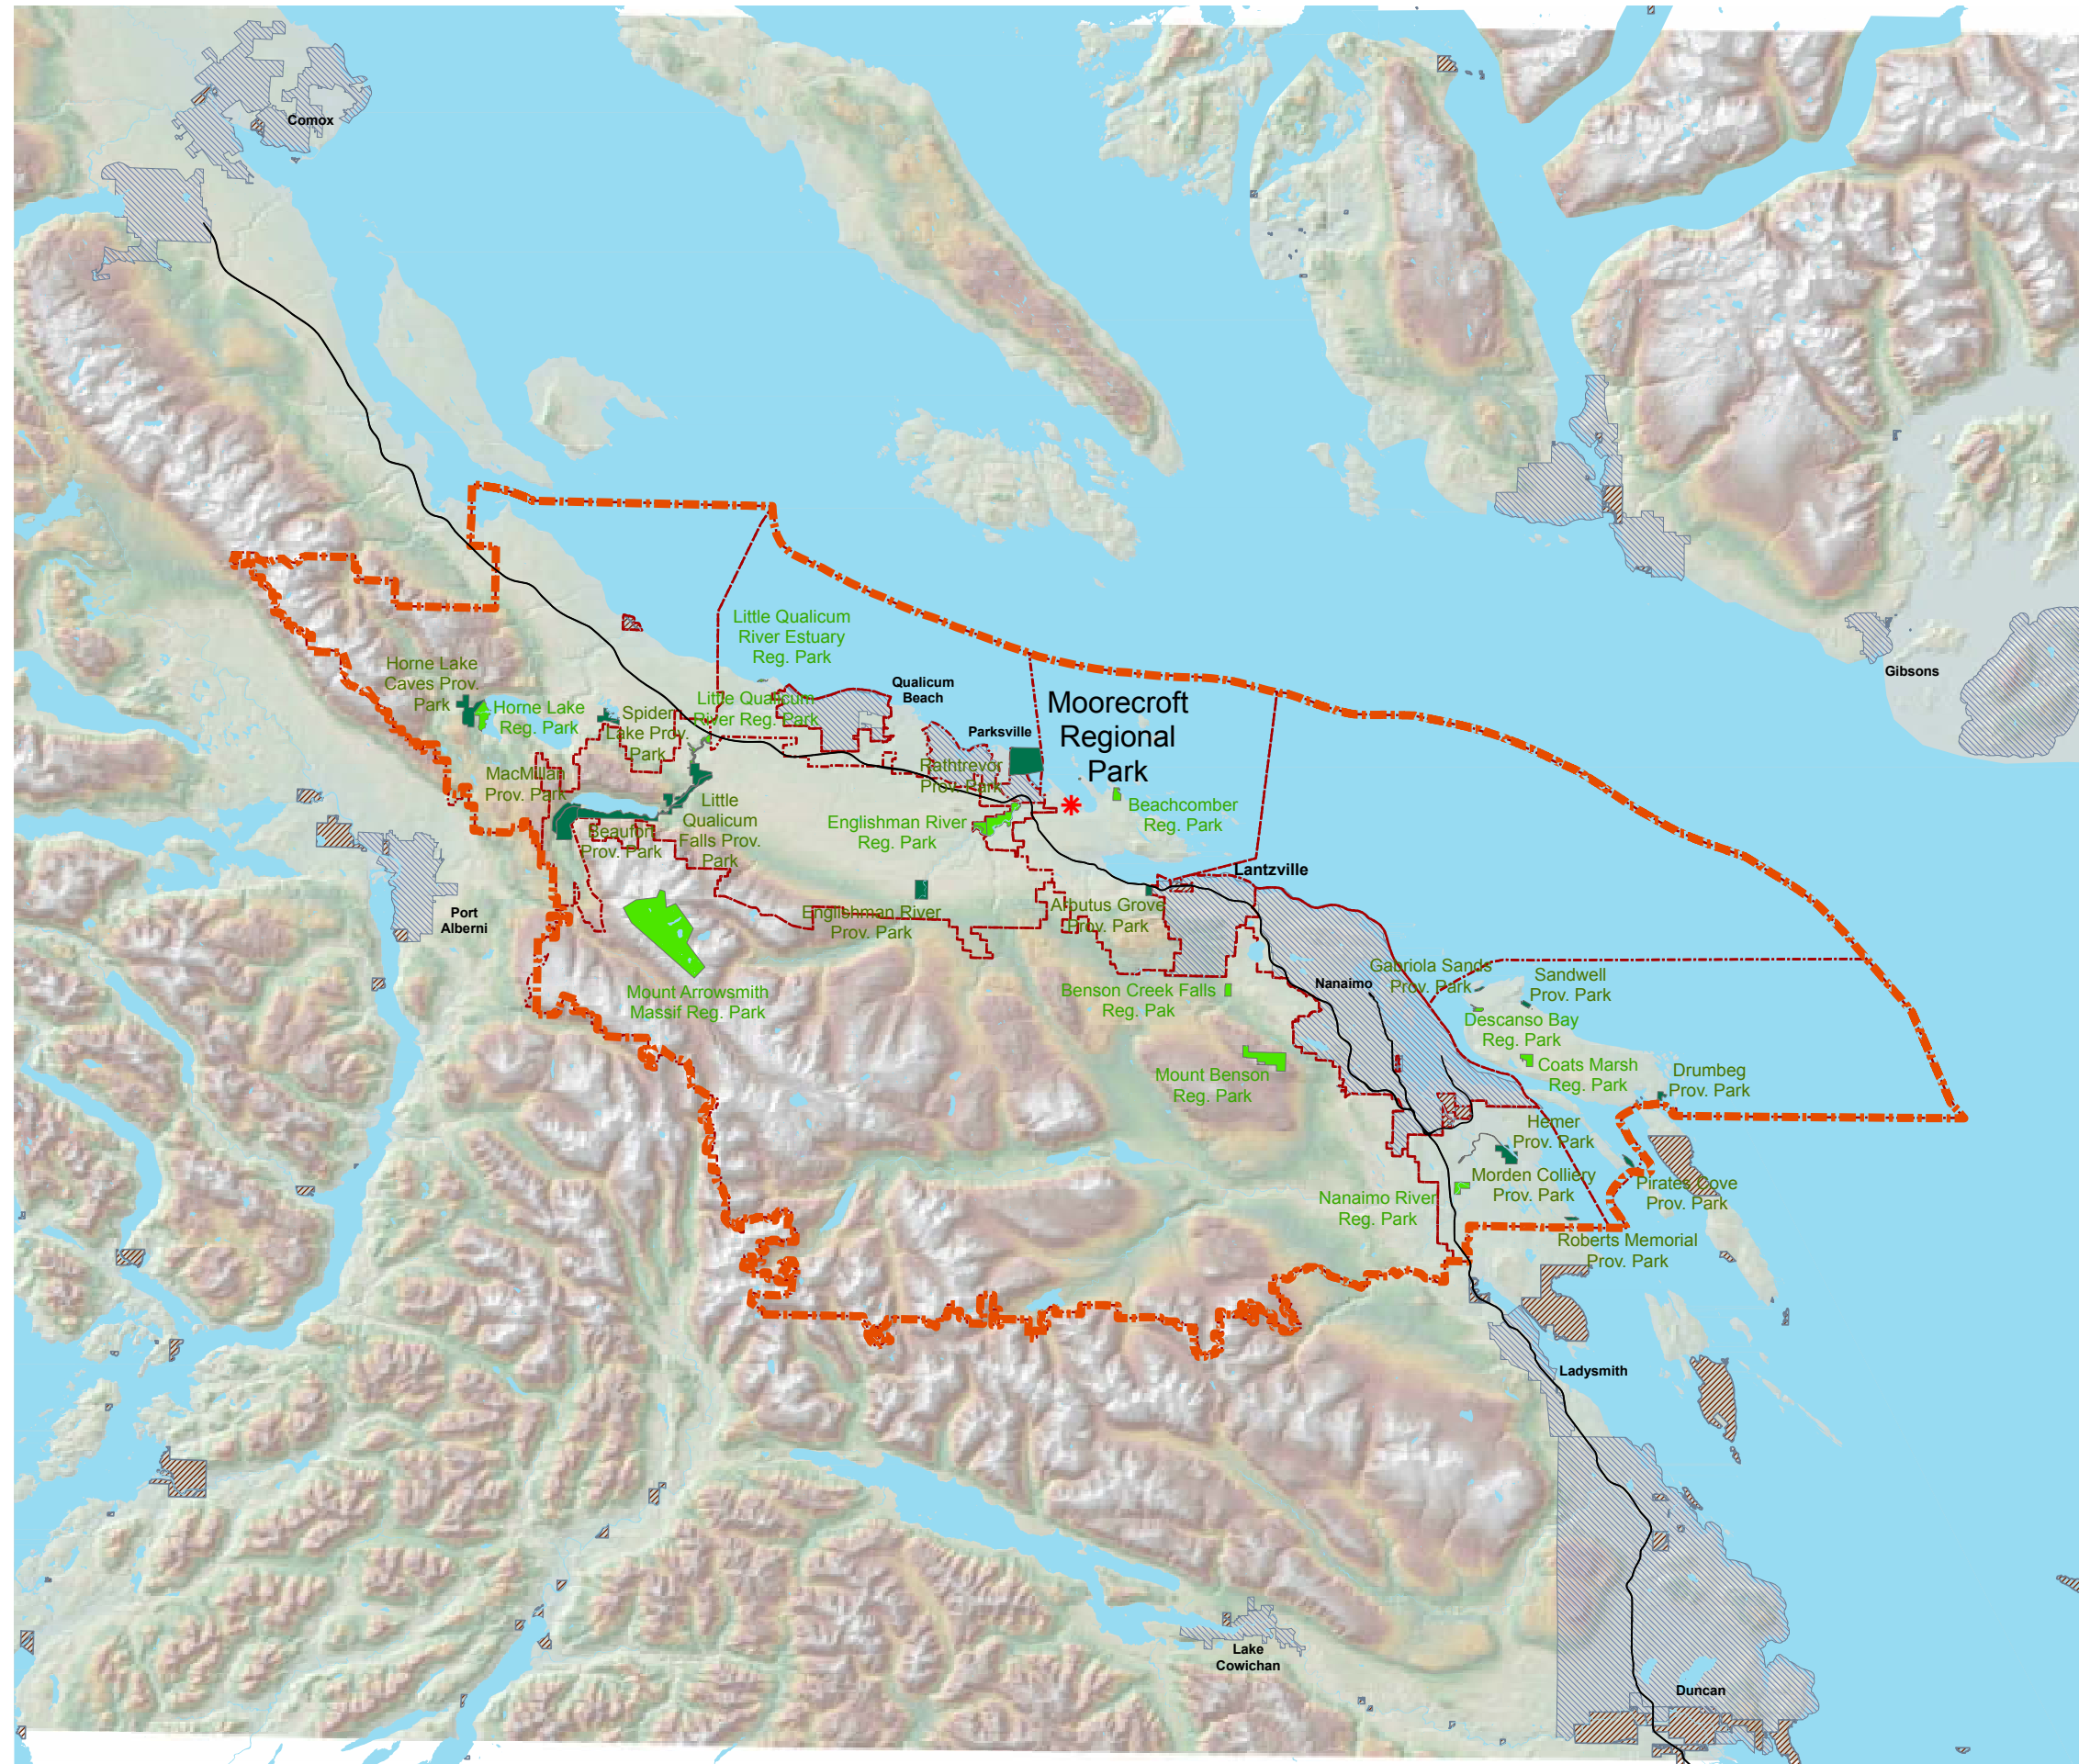 Comox
Little Qualicum
River Estuary
Reg. Park
Horne Lake
Caves Prov.
Park
Horne Lake
Reg. Park
Spider
Lake Prov.
Park
Little Qualicum
River Reg. Park
Qualicum
Beach
Parksville
Moorecroft
Regional
Park
Gibsons
Rathtrevor
Prov. Park
MacMillan
Prov. Park
Little
Qualicum
Falls Prov.
Park
Beaufort
Prov. Park
Englishman River
Reg. Park
Beachcomber
Reg. Park
Lantzville
Port
Alberni
Englishman River
Prov. Park
Arbutus Grove
Prov. Park
Mount Arrowsmith
Massif Reg. Park
Benson Creek Falls
Reg. Pak
Nanaimo
Gabriola Sands
Prov. Park
Sandwell
Prov. Park
Descanso Bay
Reg. Park
Coats Marsh
Reg. Park
Drumbeg
Prov. Park
Mount Benson
Reg. Park
Hemer
Prov. Park
Morden Colliery
Prov. Park
Pirates Cove
Prov. Park
Nanaimo River
Reg. Park
Roberts Memorial
Prov. Park
Ladysmith
Lake
Cowichan
Duncan